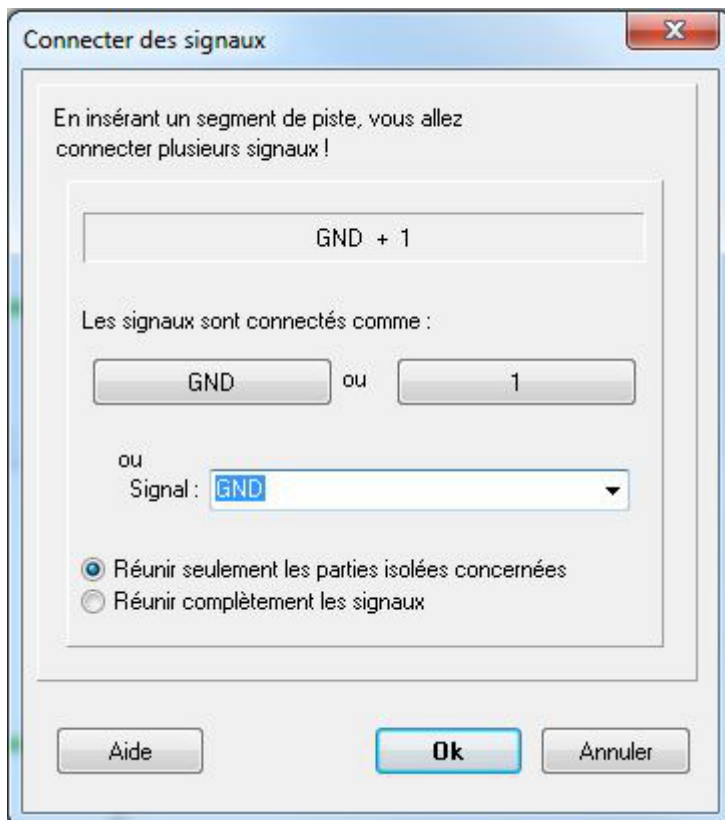 Connecter des signaux
En insérant un segment de piste, vous allez
connecter plusieurs signaux !
GND + 1
Les signaux sont connectés comme :
GND ou 1
ou
Signal : GND
Réunir seulement les parties isolées concernées
Réunir complètement les signaux
Aide Ok Annuler